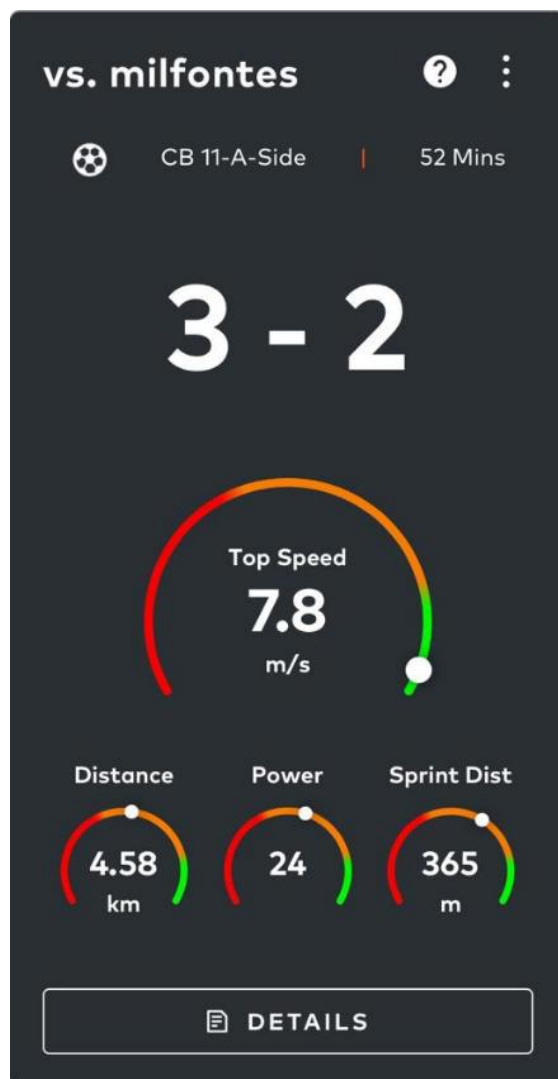 vs. milfontes
CB 11-A-Side | 52 Mins
3 - 2
Top Speed
7.8
m/s
Distance Power Sprint Dist
4.58 24 365
km m
DETAILS